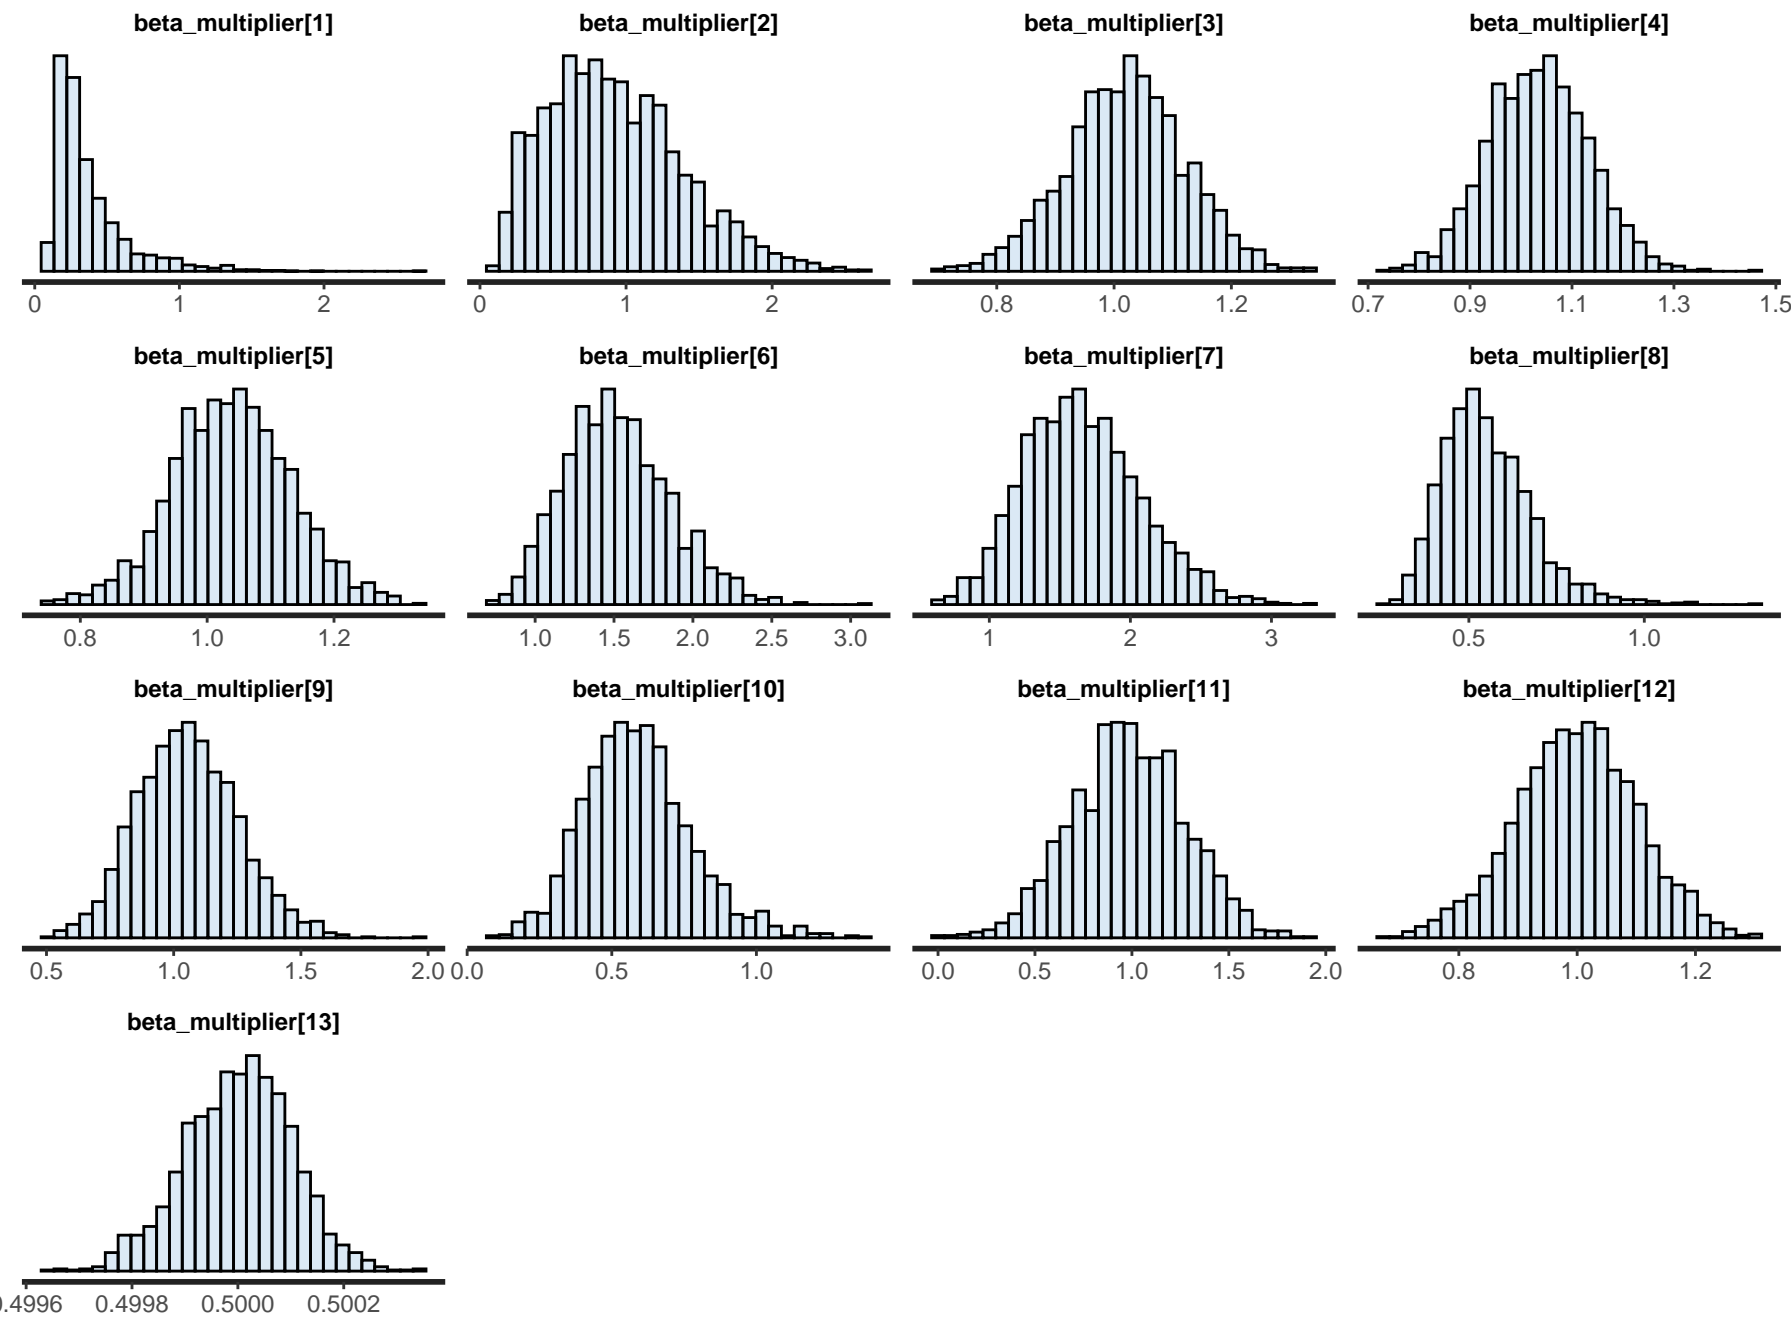 beta_multiplier[1] beta_multiplier[2] beta_multiplier[3] beta_multiplier[4]
0 1 2 0 1 2 0.8 1.0 1.2 0.7 0.9 1.1 1.3 1.5
beta_multiplier[5] beta_multiplier[6] beta_multiplier[7] beta_multiplier[8]
0.8 1.0 1.2 1.0 1.5 2.0 2.5 3.0 1 2 3 0.5 1.0
beta_multiplier[9] beta_multiplier[10] beta_multiplier[11] beta_multiplier[12]
0.5 1.0 1.5 2.0 0.0 0.5 1.0 0.0 0.5 1.0 1.5 2.0 0.8 1.0 1.2
beta_multiplier[13]
0.4996 0.4998 0.5000 0.5002